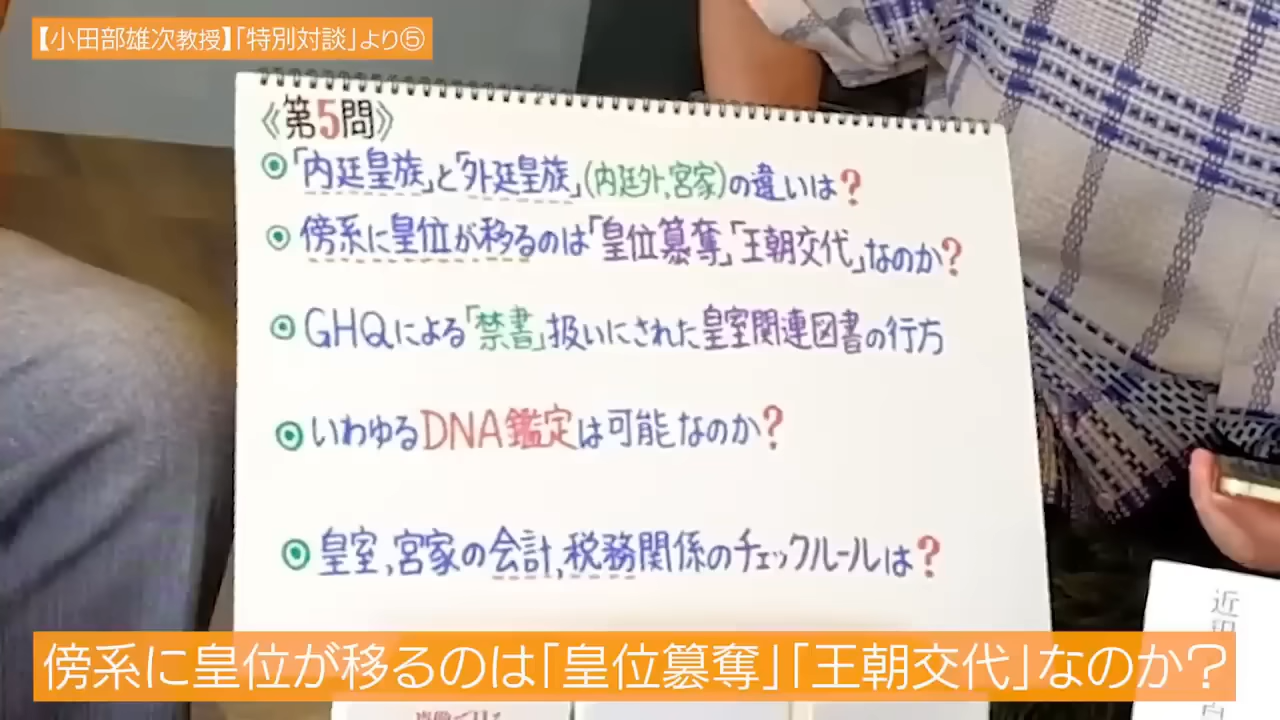 【小田部雄次教授】「特別対談」より⑤
《第5問》
◉「内廷皇族」と「外廷皇族」(内廷外,宮家)の違いは?
◉傍系に皇位が移るのは「皇位簒奪」「王朝交代」なのか?
◉GHQによる「禁書」扱いにされた皇室関連図書の行方
◉いわゆるDNA鑑定は可能なのか?
◉皇室,宮家の会計,税務関係のチェックルールは?
近
傍系に皇位が移るのは「皇位簒奪」「王朝交代」なのか?